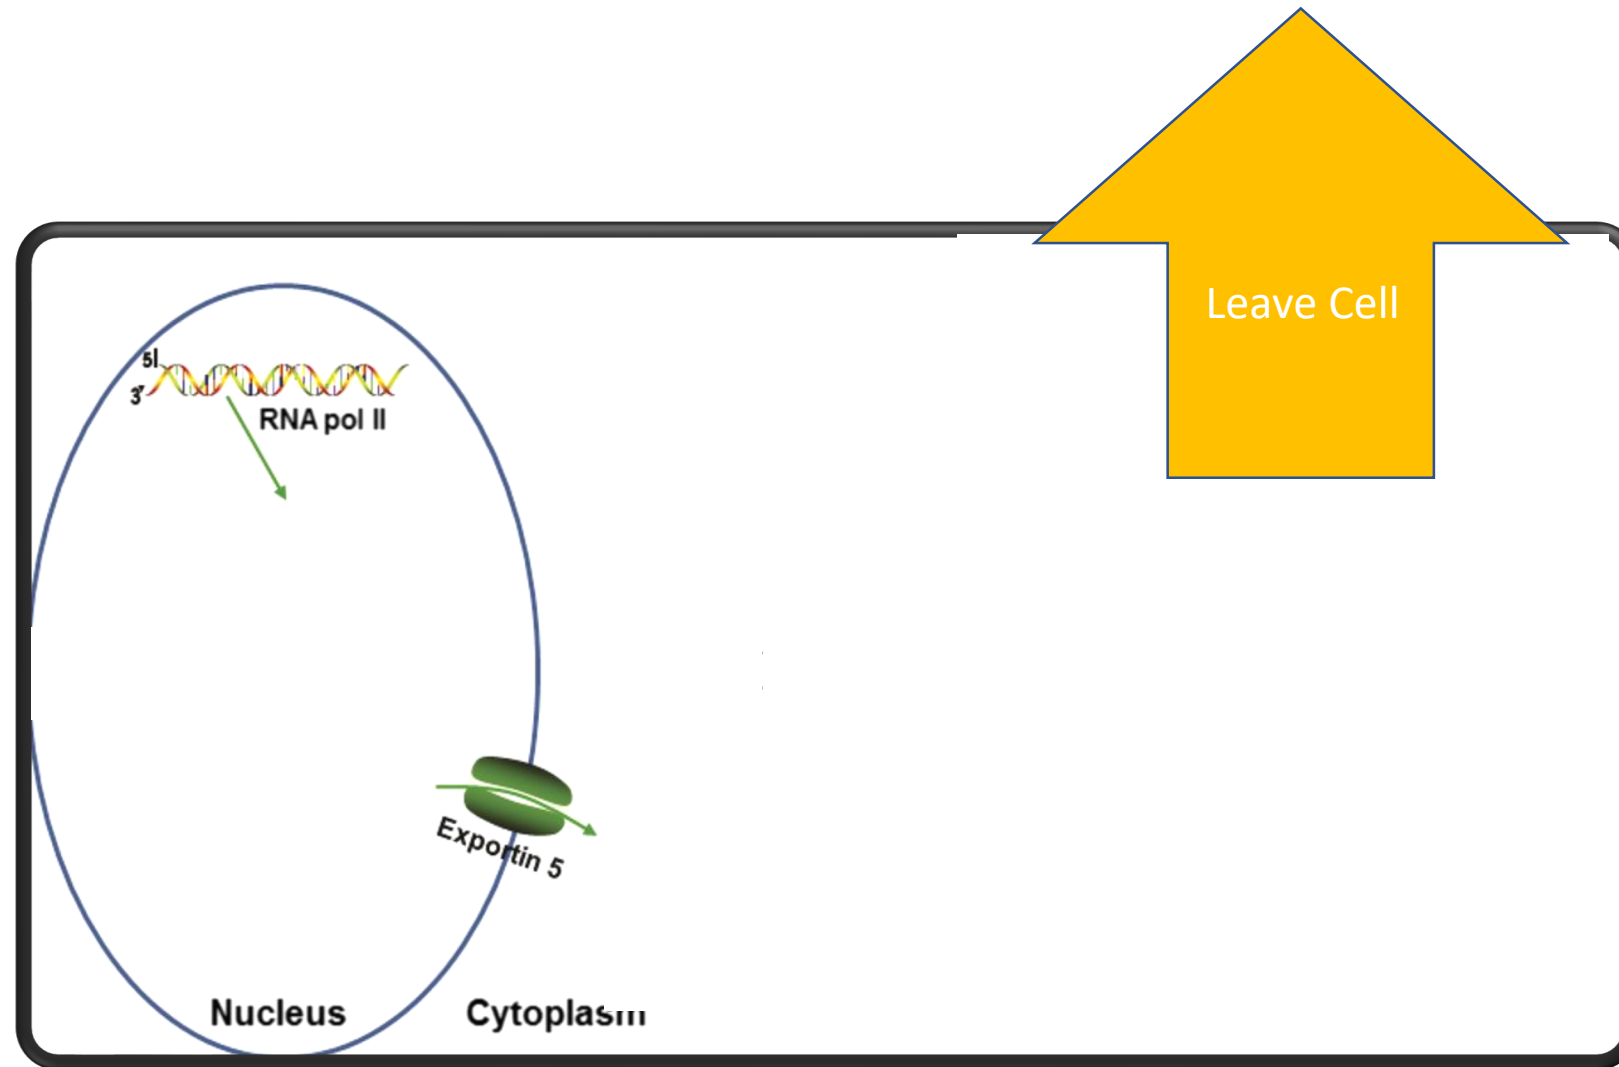 Leave Cell
5|
3'
RNA pol II
Exportin 5
Nucleus
Cytoplasm